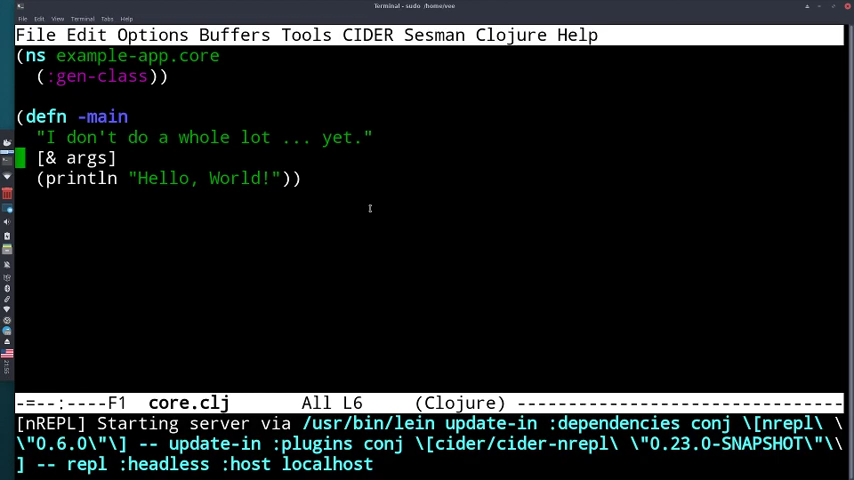 Terminal - sudo /home/vee
File Edit View Terminal Tabs Help
File Edit Options Buffers Tools CIDER Sesman Clojure Help
(ns example-app.core
(:gen-class))
(defn -main
"I don't do a whole lot ... yet."
[& args]
(println "Hello, World!"))
-=--:----F1 core.clj All L6 (Clojure) --------------------------------
[nREPL] Starting server via /usr/bin/lein update-in :dependencies conj \[nrepl\ \
\"0.6.0\"\] -- update-in :plugins conj \[cider/cider-nrepl\ \"0.23.0-SNAPSHOT\"\\
] -- repl :headless :host localhost